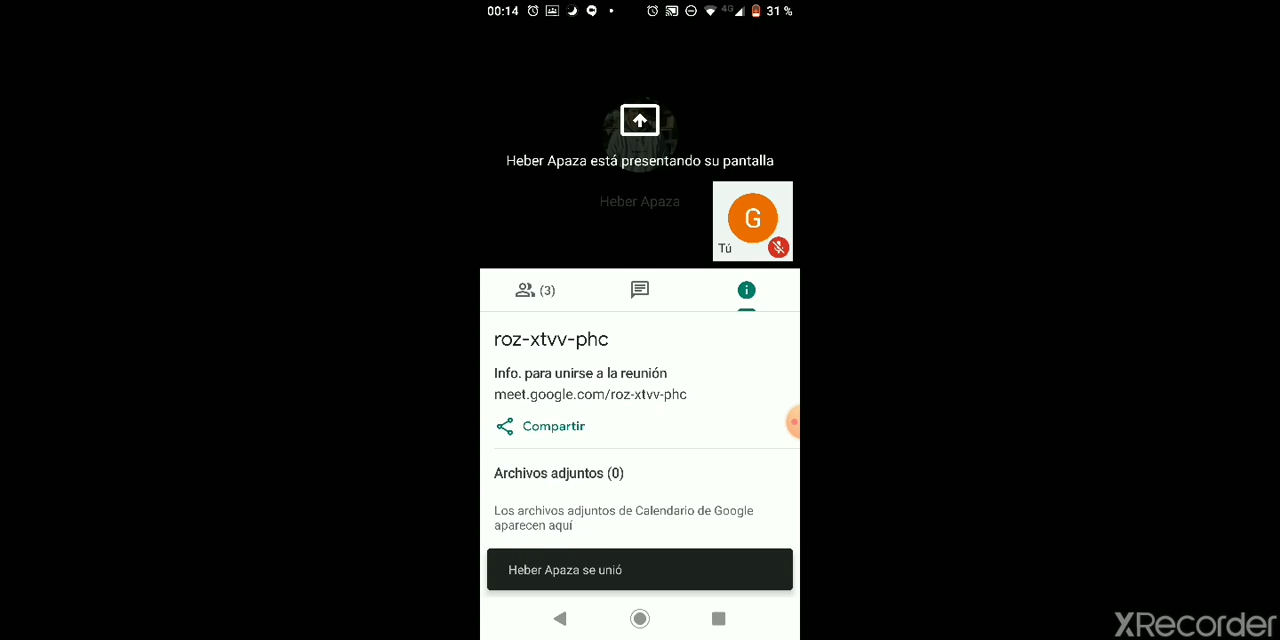 00:14 4G 31 %
Heber Apaza está presentando su pantalla
Heber Apaza
G
Tú
(3)
roz-xtvv-phc
Info. para unirse a la reunión
meet.google.com/roz-xtvv-phc
Compartir
Archivos adjuntos (0)
Los archivos adjuntos de Calendario de Google
aparecen aquí
Heber Apaza se unió
XRecorder